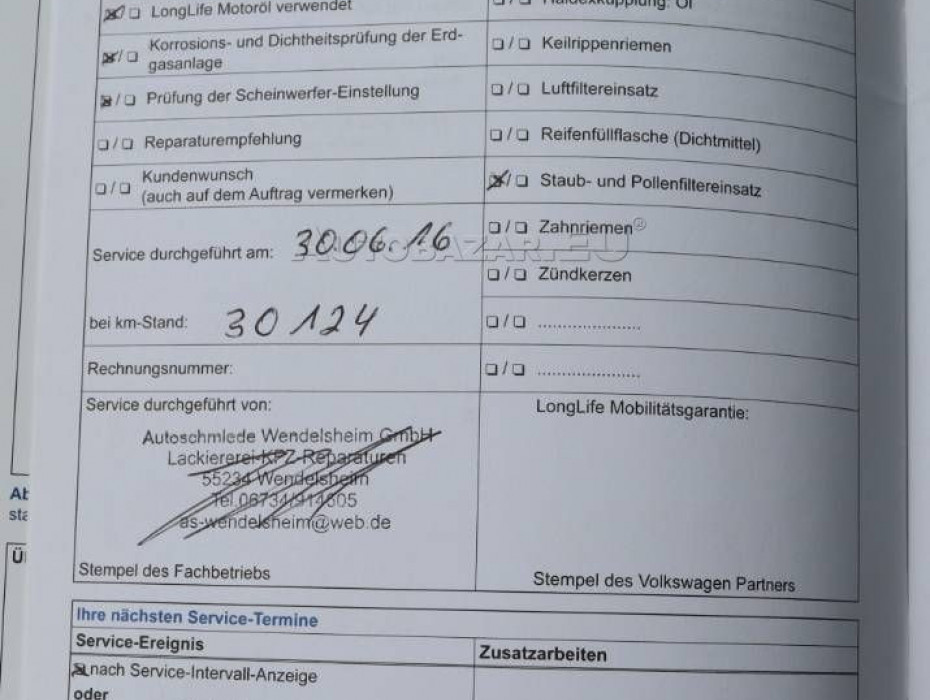 LongLife Motoröl verwendet
Korrosions- und Dichtheitsprüfung der Erd-
gasanlage
Prüfung der Scheinwerfer-Einstellung
Reparaturempfehlung
Kundenwunsch
(auch auf dem Auftrag vermerken)
Service durchgeführt am: 30.06.16
bei km-Stand: 30124
Rechnungsnummer:
Service durchgeführt von:
Autoschmiede Wendelsheim GmbH
Lackiererei-KFZ-Reparaturen
55234 Wendelsheim
Tel.06734/914805
as-wendelsheim@web.de
Stempel des Fachbetriebs
Keilrippenriemen
Luftfiltereinsatz
Reifenfüllflasche (Dichtmittel)
Staub- und Pollenfiltereinsatz
Zahnriemen
AUTOBAZAR.EU
Zündkerzen
LongLife Mobilitätsgarantie:
Stempel des Volkswagen Partners
Ihre nächsten Service-Termine
Service-Ereignis
Zusatzarbeiten
nach Service-Intervall-Anzeige
oder